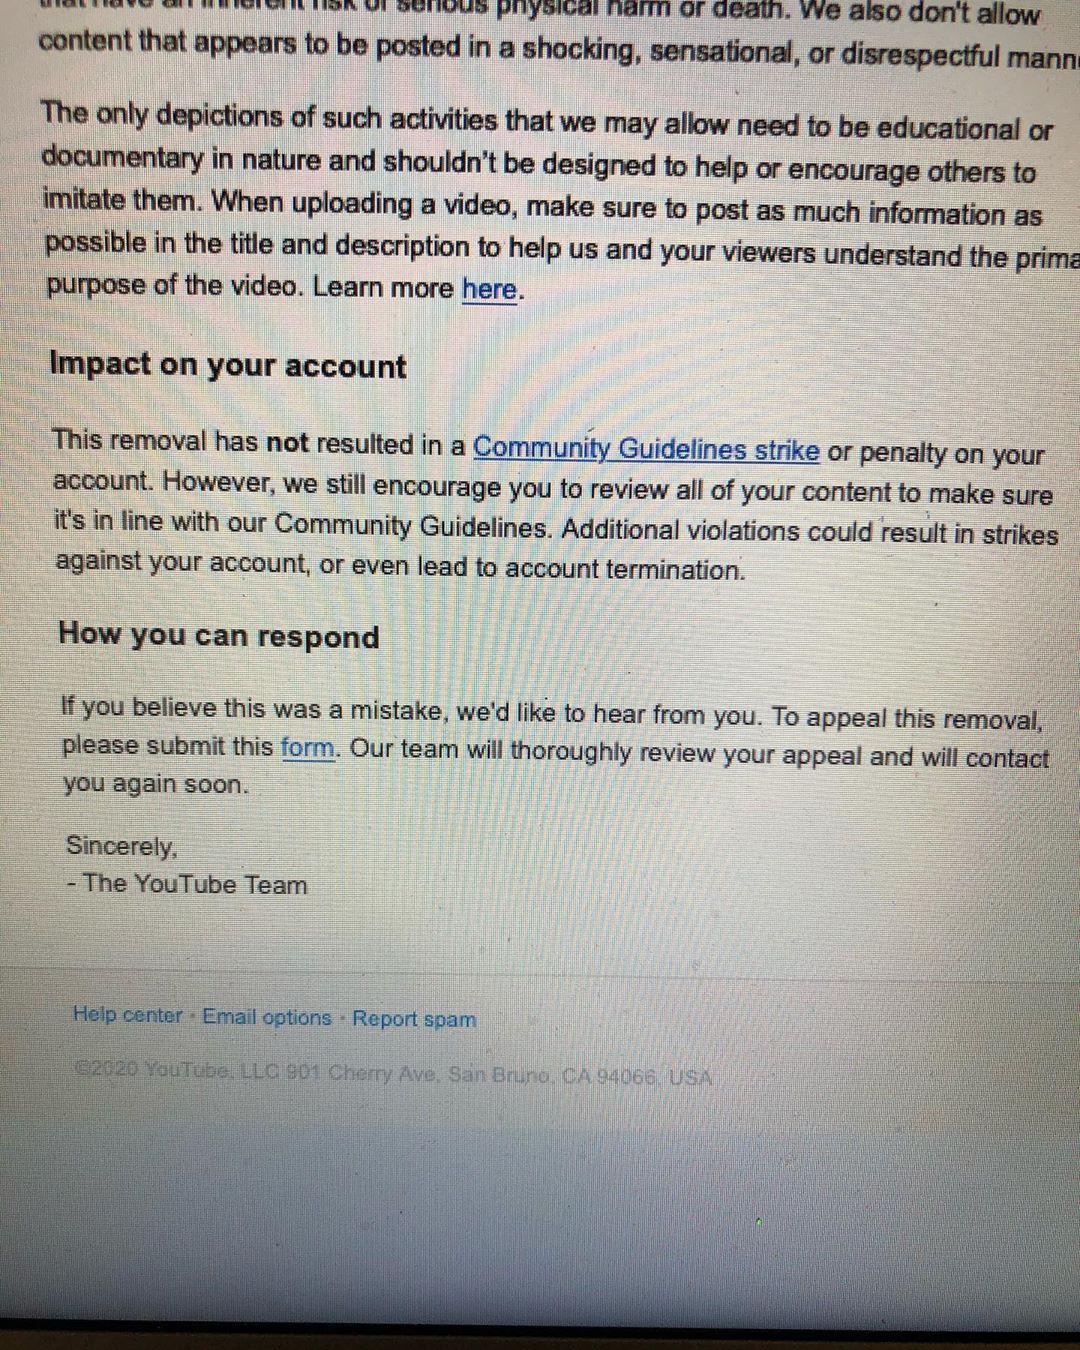 that have an inherent risk of serious physical harm or death. We also don't allow
content that appears to be posted in a shocking, sensational, or disrespectful
The only depictions of such activities that we may allow need to be educational or
documentary in nature and shouldn't be designed to help or encourage others to
imitate them. When uploading a video, make sure to post as much information as
possible in the title and description to help us and your viewers understand the
purpose of the video. Learn more here.
Impact on your account
This removal has not resulted in a Community Guidelines strike or penalty on your
account. However, we still encourage you to review all of your content to make sure
it's in line with our Community Guidelines. Additional violations could result in strikes
against your account, or even lead to account termination.
How you can respond
If you believe this was a mistake, we'd like to hear from you. To appeal this removal,
please submit this form. Our team will thoroughly review your appeal and will contact
you again soon.
Sincerely,
- The YouTube Team
Help center · Email options · Report spam
©2020 YouTube, LLC 901 Cherry Ave, San Bruno, CA 94066, USA